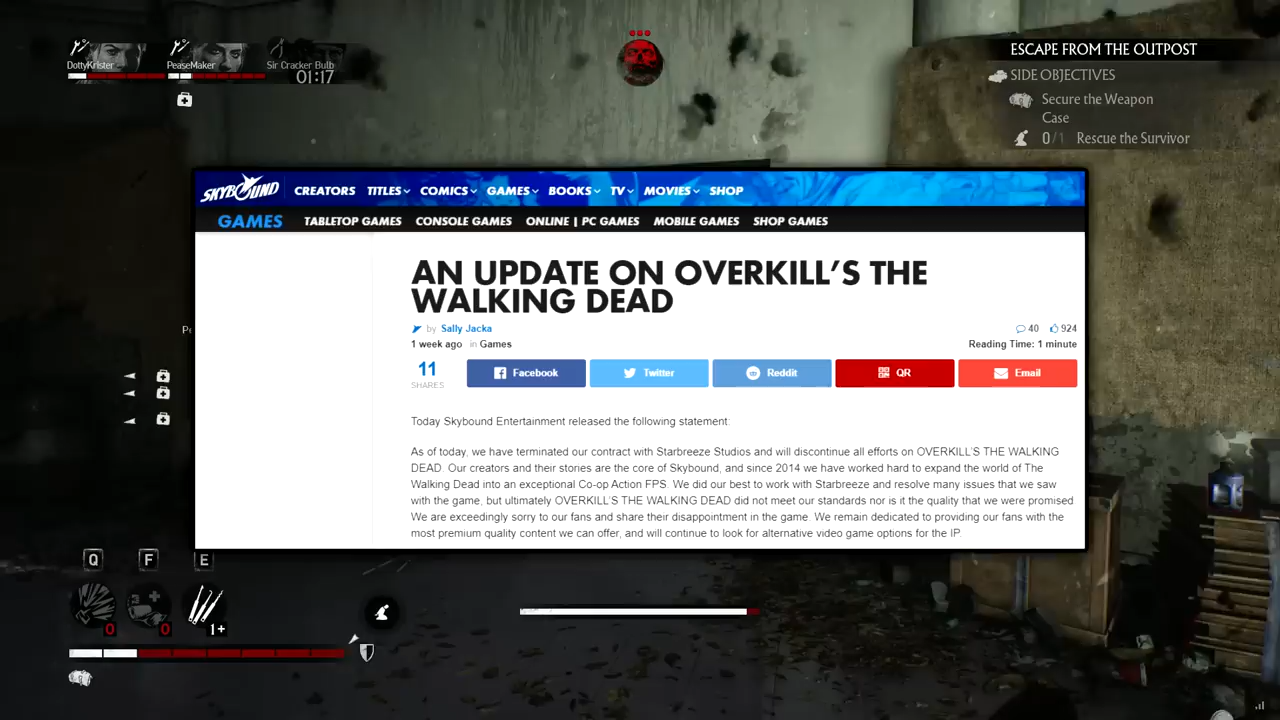 DottyKrister
PeaseMaker
Sir Cracker Bulb
01:17
ESCAPE FROM THE OUTPOST
SIDE OBJECTIVES
Secure the Weapon
Case
0/1 Rescue the Survivor
SKYBOUND
CREATORS TITLES COMICS GAMES BOOKS TV MOVIES SHOP
GAMES TABLETOP GAMES CONSOLE GAMES ONLINE | PC GAMES MOBILE GAMES SHOP GAMES
AN UPDATE ON OVERKILL'S THE
WALKING DEAD
by Sally Jacka
40 924
1 week ago in Games
Reading Time: 1 minute
11
SHARES
Facebook Twitter Reddit QR Email
Today Skybound Entertainment released the following statement:
As of today, we have terminated our contract with Starbreeze Studios and will discontinue all efforts on OVERKILL'S THE WALKING
DEAD. Our creators and their stories are the core of Skybound, and since 2014 we have worked hard to expand the world of The
Walking Dead into an exceptional Co-op Action FPS. We did our best to work with Starbreeze and resolve many issues that we saw
with the game, but ultimately OVERKILL'S THE WALKING DEAD did not meet our standards nor is it the quality that we were promised
We are exceedingly sorry to our fans and share their disappointment in the game. We remain dedicated to providing our fans with the
most premium quality content we can offer, and will continue to look for alternative video game options for the IP.
Q F E
0 0 1+